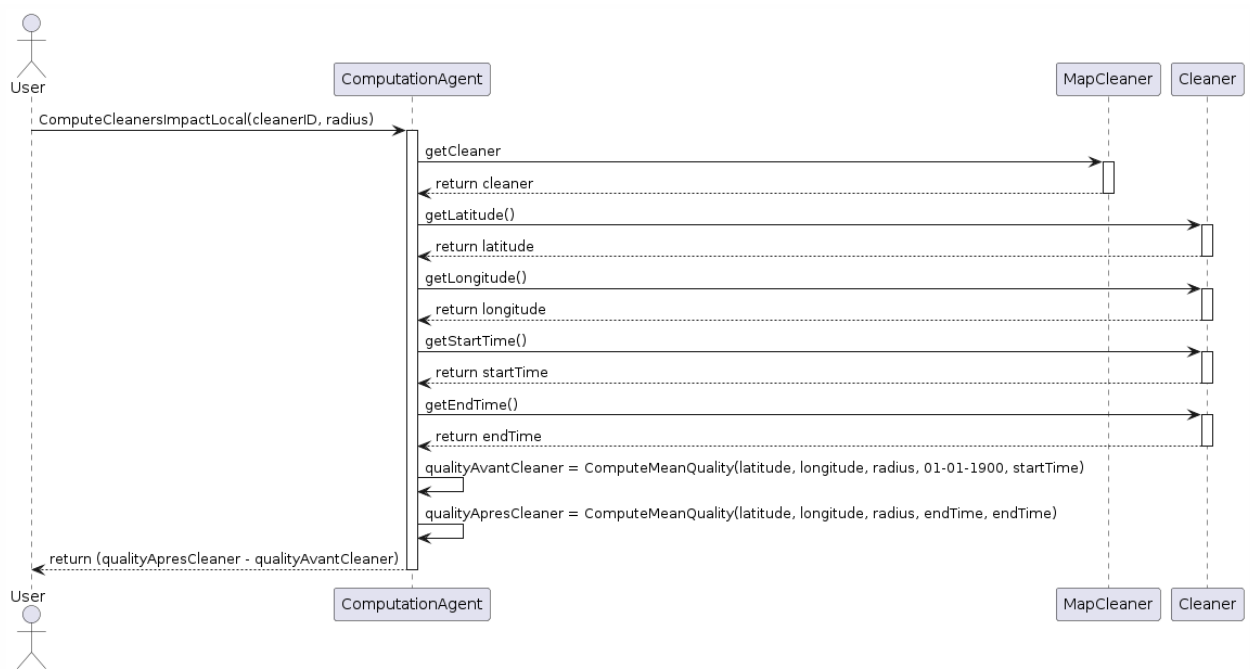 User
ComputationAgent
MapCleaner
Cleaner
ComputeCleanersImpactLocal(cleanerID, radius)
getCleaner
return cleaner
getLatitude()
return latitude
getLongitude()
return longitude
getStartTime()
return startTime
getEndTime()
return endTime
qualityAvantCleaner = ComputeMeanQuality(latitude, longitude, radius, 01-01-1900, startTime)
qualityApresCleaner = ComputeMeanQuality(latitude, longitude, radius, endTime, endTime)
return (qualityApresCleaner - qualityAvantCleaner)
User
ComputationAgent
MapCleaner
Cleaner